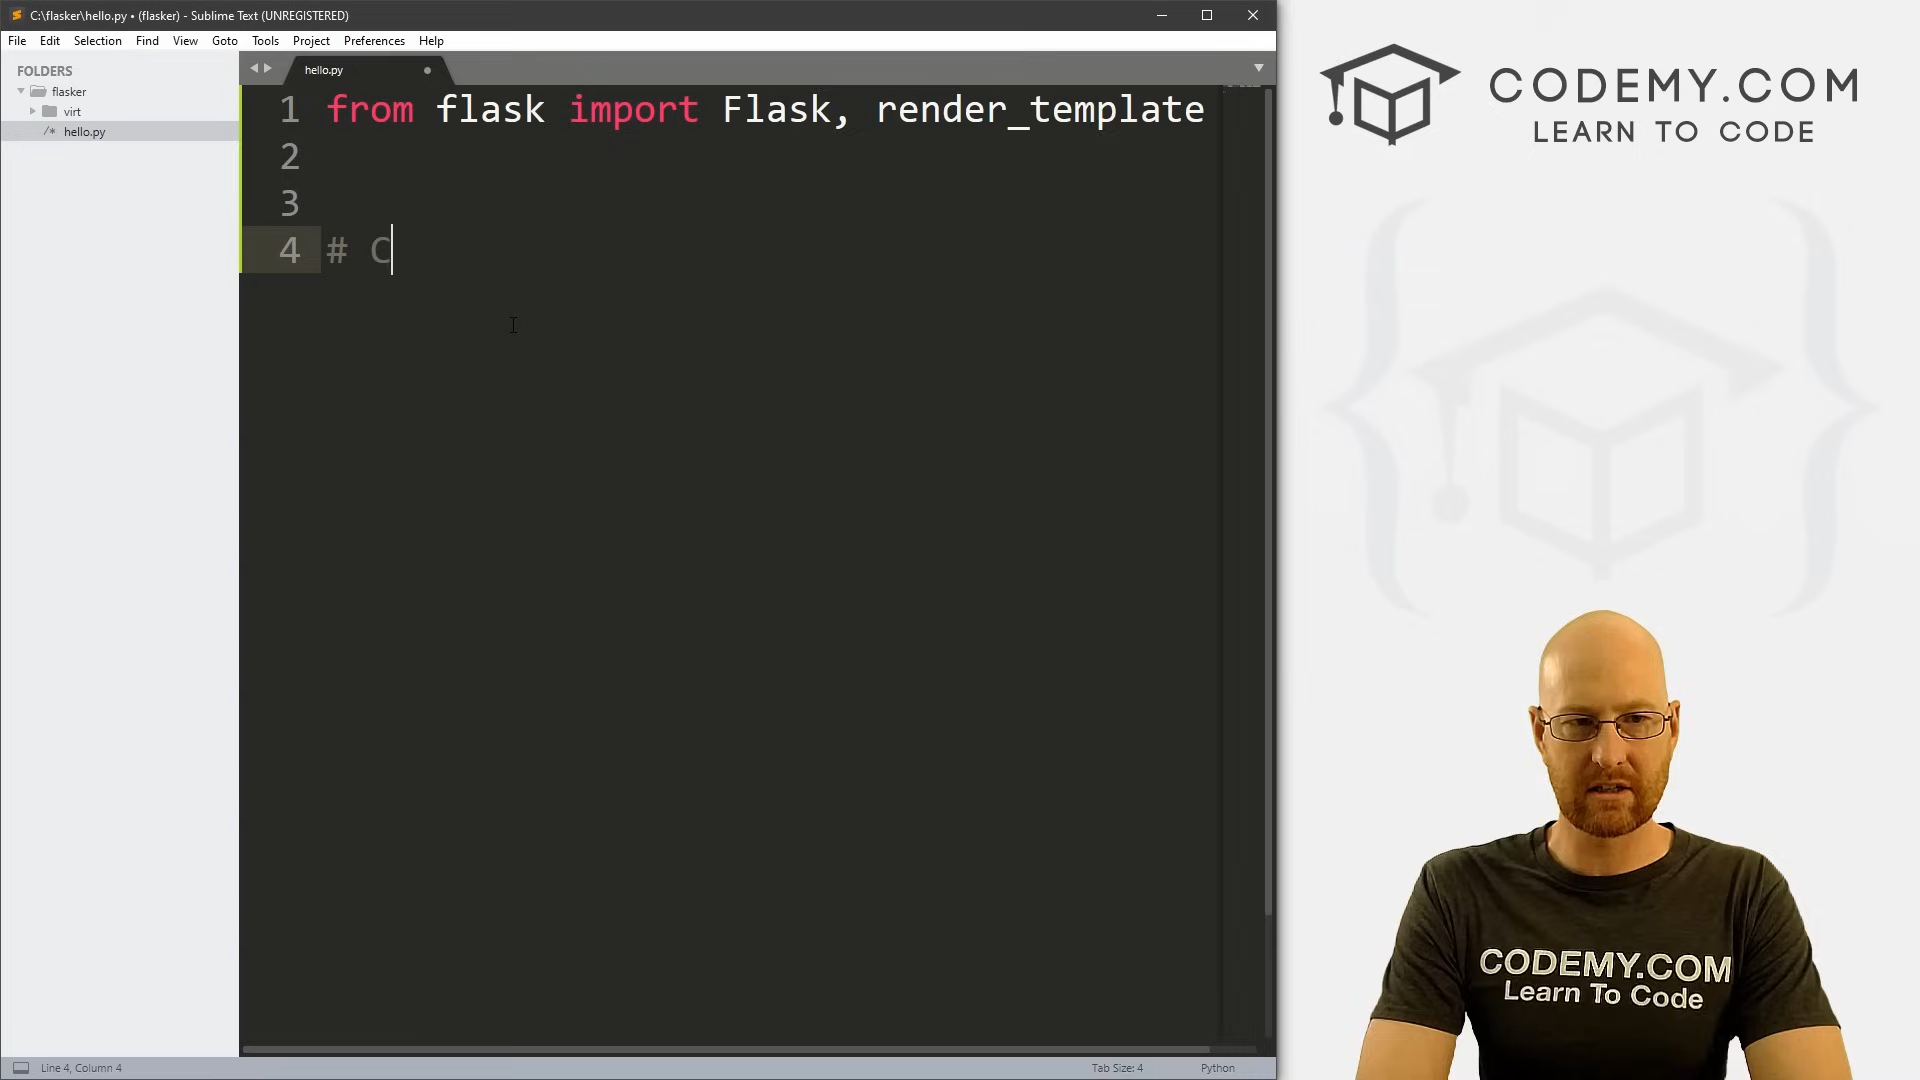 C:\flasker\hello.py • (flasker) - Sublime Text (UNREGISTERED)
File Edit Selection Find View Goto Tools Project Preferences Help
FOLDERS
flasker
virt
/* hello.py
hello.py
1 from flask import Flask, render_template
2
3
4 # C
Line 4, Column 4
Tab Size: 4
Python
CODEMY.COM
LEARN TO CODE
CODEMY.COM
Learn To Code